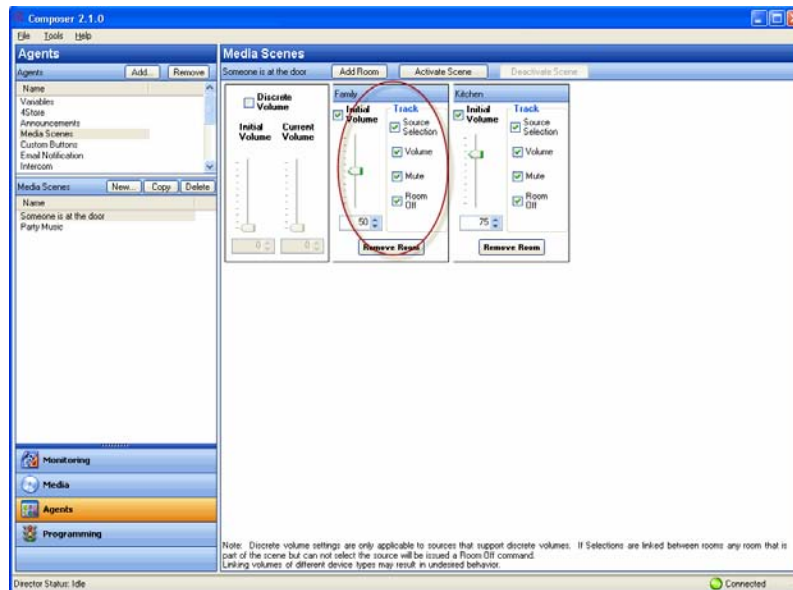 Composer 2.1.0
File Tools Help
Agents
Agents Add... Remove
Name
Variables
4Store
Announcements
Media Scenes
Custom Buttons
Email Notification
Intercom
Media Scenes New... Copy Delete
Name
Someone is at the door
Party Music
Monitoring
Media
Agents
Programming
Media Scenes
Someone is at the door Add Room Activate Scene Deactivate Scene
Discrete
Volume
Initial Current
Volume Volume
0 0
Family
Initial
Volume
Track
Source
Selection
Volume
Mute
Room
Off
50
Remove Room
Kitchen
Initial
Volume
Track
Source
Selection
Volume
Mute
Room
Off
75
Remove Room
Note: Discrete volume settings are only applicable to sources that support discrete volumes. If Selections are linked between rooms any room that is
part of the scene but can not select the source will be issued a Room Off command.
Linking volumes of different device types may result in undesired behavior.
Director Status: Idle
Connected